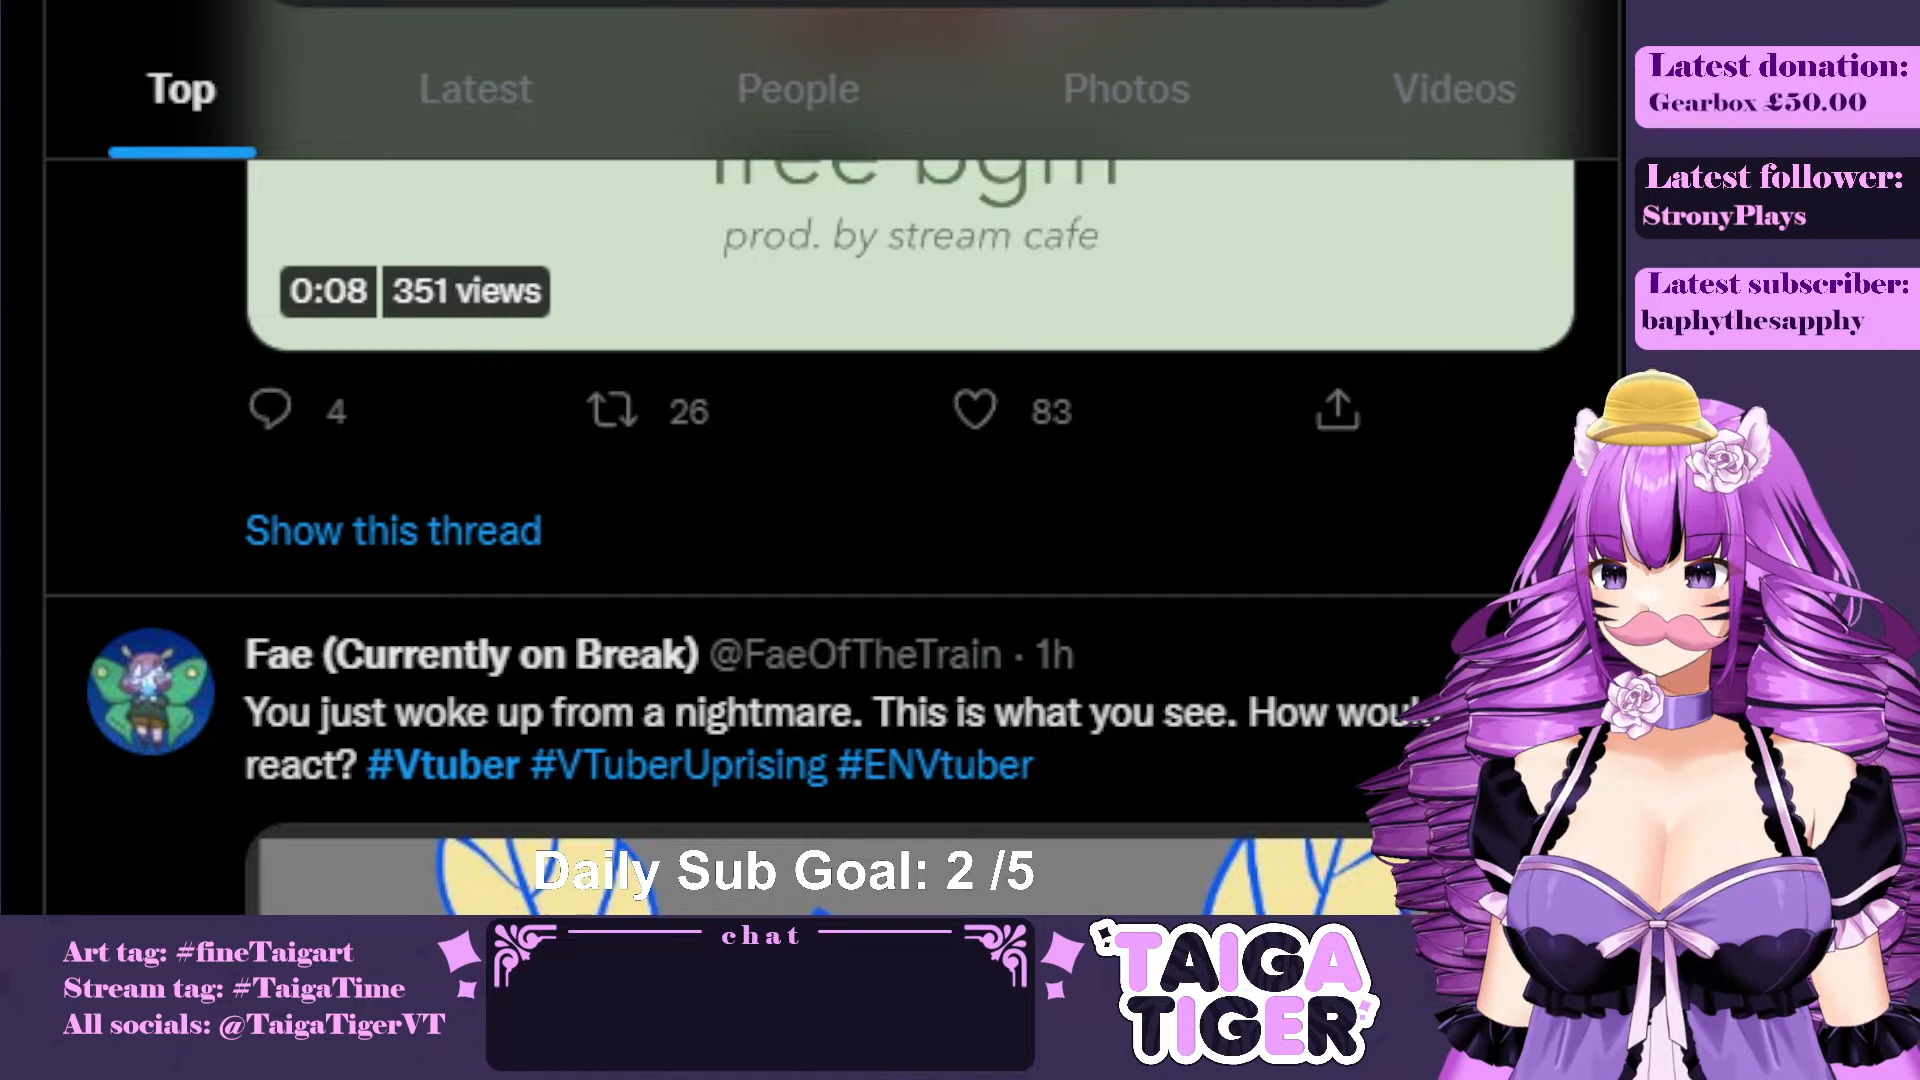 Top
Latest
People
Photos
Videos
free bgm
prod. by stream cafe
0:08
351 views
4
26
83
Show this thread
Fae (Currently on Break) @FaeOfTheTrain · 1h
You just woke up from a nightmare. This is what you see. How would
react? #Vtuber #VTuberUprising #ENVtuber
Daily Sub Goal: 2 /5
Latest donation:
Gearbox £50.00
Latest follower:
StronyPlays
Latest subscriber:
baphythesapphy
Art tag: #fineTaigart
Stream tag: #TaigaTime
All socials: @TaigaTigerVT
chat
TAIGA
TIGER